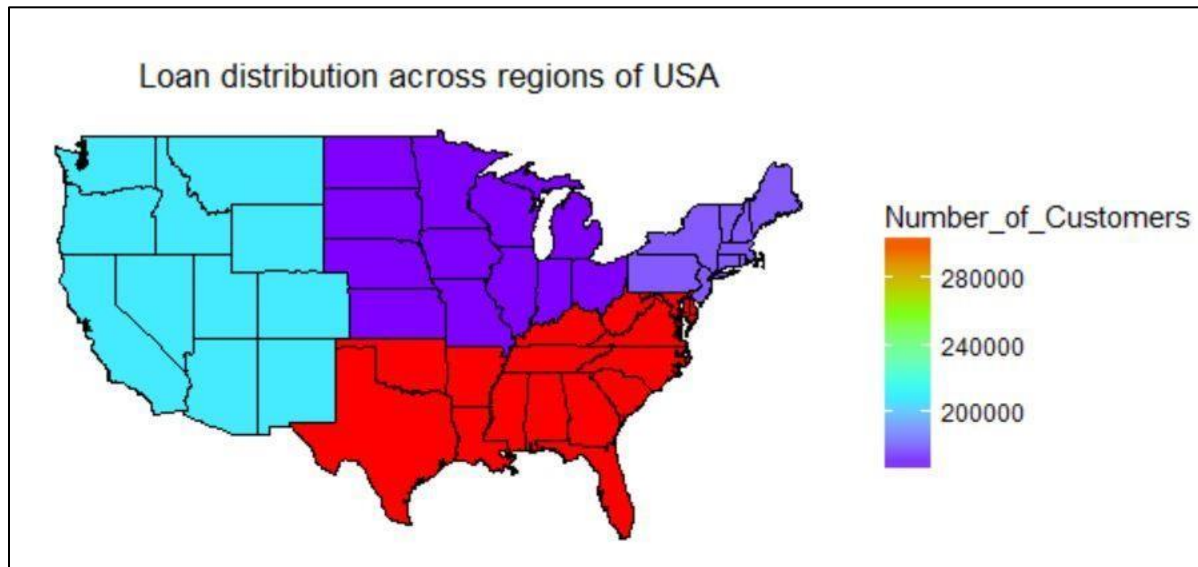 Loan distribution across regions of USA
Number_of_Customers
280000
240000
200000